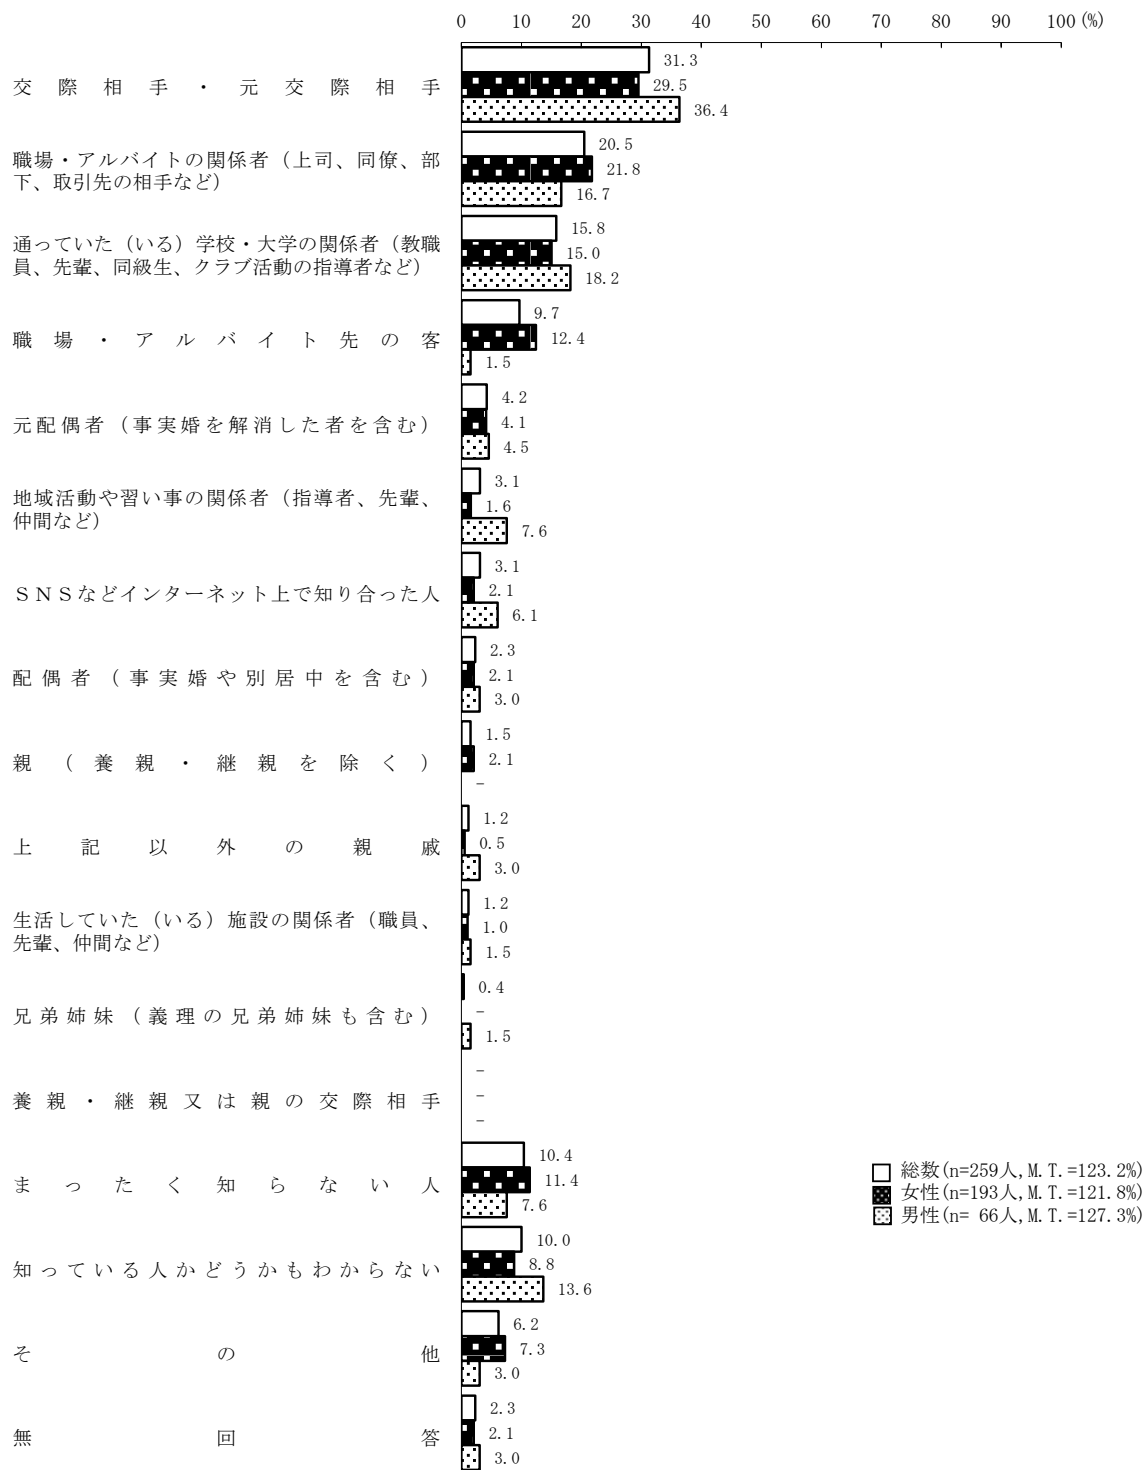 0 10 20 30 40 50 60 70 80 90 100 (%)
交際相手・元交際相手
31.3
29.5
36.4
職場・アルバイトの関係者（上司、同僚、部
下、取引先の相手など）
20.5
21.8
16.7
通っていた（いる）学校・大学の関係者（教職
員、先輩、同級生、クラブ活動の指導者など）
15.8
15.0
18.2
職場・アルバイト先の客
9.7
12.4
1.5
元配偶者（事実婚を解消した者を含む）
4.2
4.1
4.5
地域活動や習い事の関係者（指導者、先輩、
仲間など）
3.1
1.6
7.6
ＳＮＳなどインターネット上で知り合った人
3.1
2.1
6.1
配偶者（事実婚や別居中を含む）
2.3
2.1
3.0
親（養親・継親を除く）
1.5
2.1
-
上記以外の親戚
1.2
0.5
3.0
生活していた（いる）施設の関係者（職員、
先輩、仲間など）
1.2
1.0
1.5
兄弟姉妹（義理の兄弟姉妹も含む）
0.4
-
1.5
養親・継親又は親の交際相手
-
-
-
まったく知らない人
10.4
11.4
7.6
知っている人かどうかもわからない
10.0
8.8
13.6
その他
6.2
7.3
3.0
無回答
2.3
2.1
3.0
総数(n=259人,M.T.=123.2%)
女性(n=193人,M.T.=121.8%)
男性(n= 66人,M.T.=127.3%)